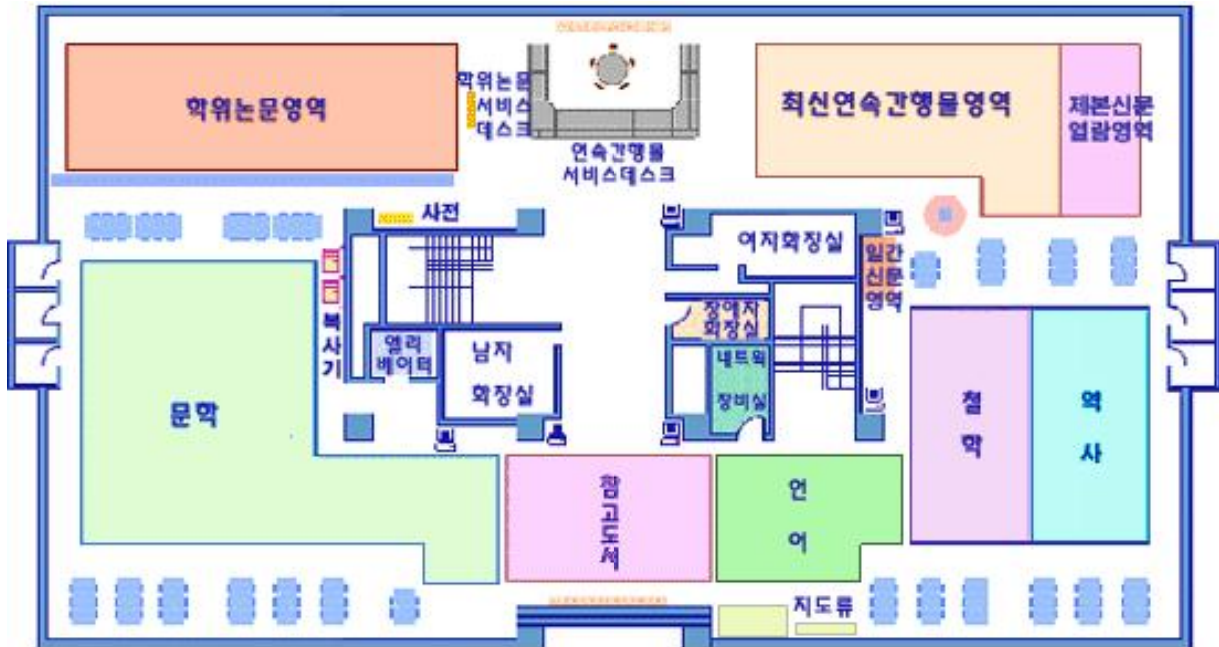 학위논문영역
학위논문
서비스
데스크
연속간행물
서비스데스크
최신연속간행물영역
제본신문
열람영역
사전
여자화장실
일간
신문
영역
장애자
화장실
복사기
엘리
베이터
남자
화장실
네트웍
장비실
문학
철학
역사
참고도서
언어
지도류